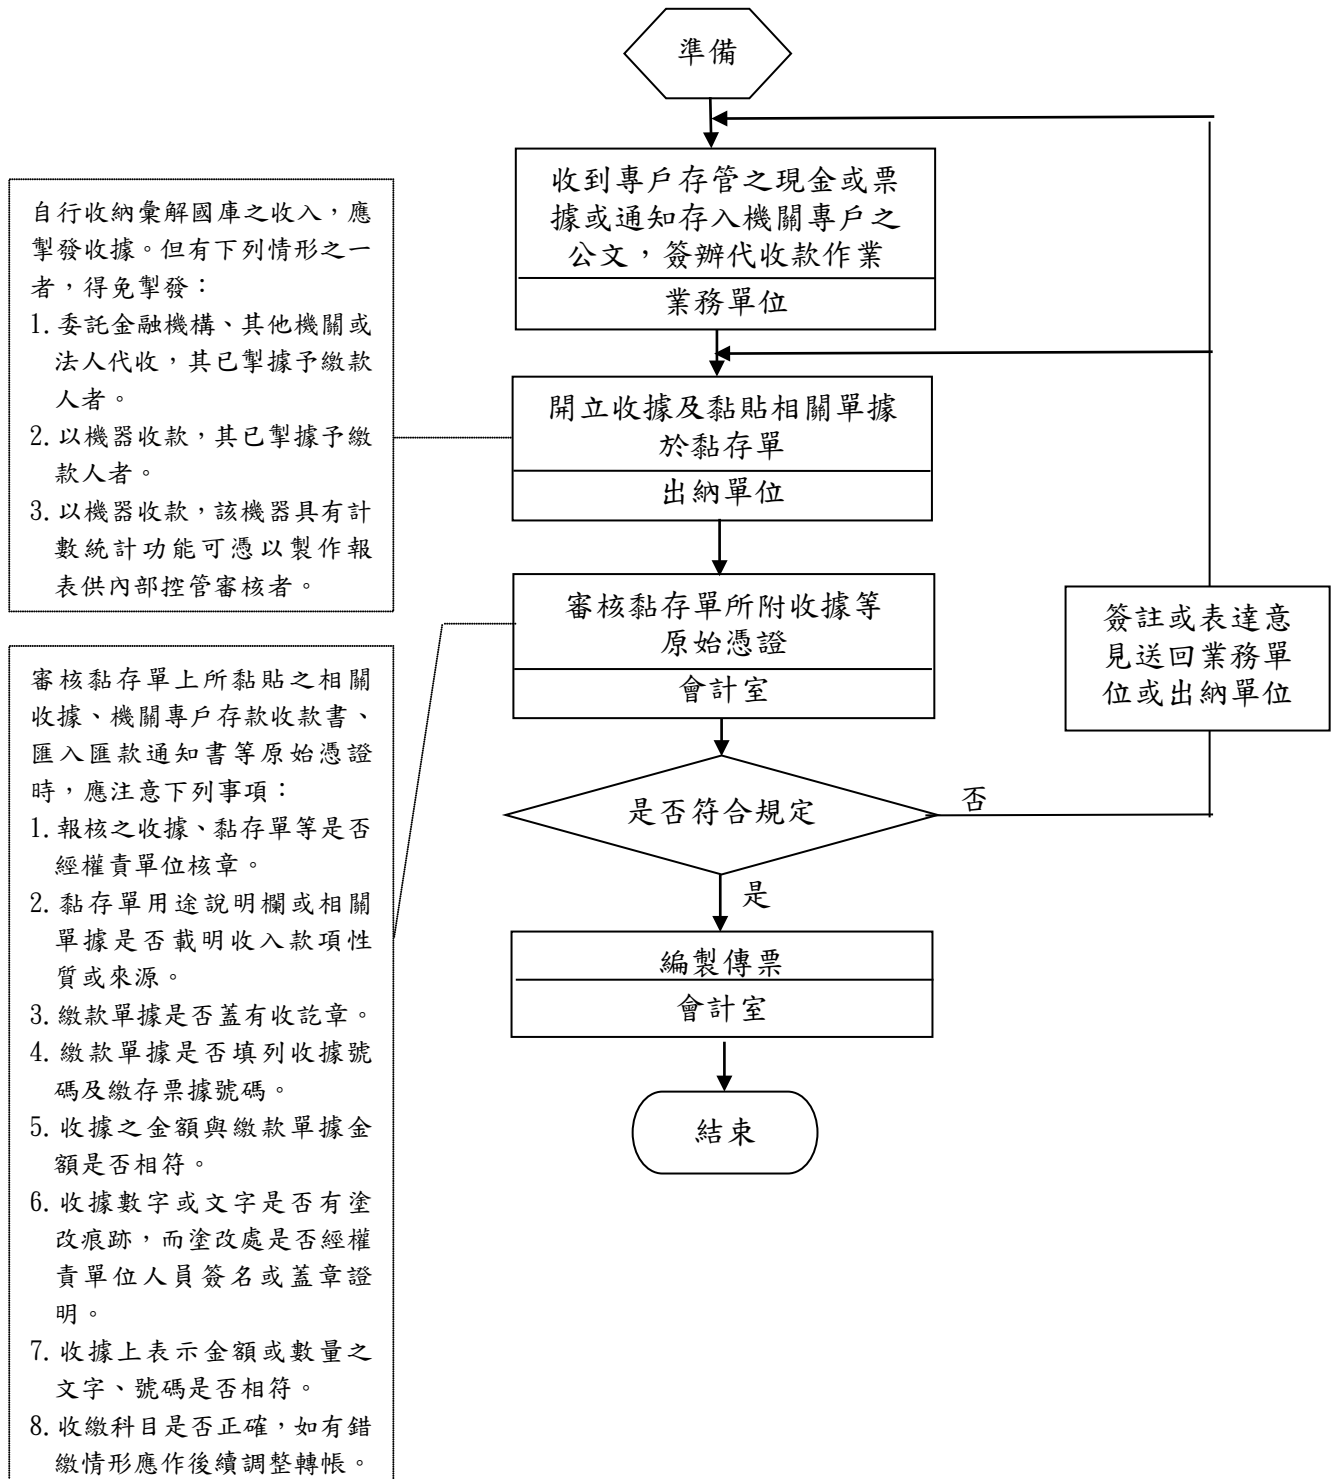 準備
收到專戶存管之現金或票
據或通知存入機關專戶之
公文，簽辦代收款作業
業務單位
自行收納彙解國庫之收入，應
掣發收據。但有下列情形之一
者，得免掣發：
1. 委託金融機構、其他機關或
法人代收，其已掣據予繳款
人者。
2. 以機器收款，其已掣據予繳
款人者。
3. 以機器收款，該機器具有計
數統計功能可憑以製作報
表供內部控管審核者。
開立收據及黏貼相關單據
於黏存單
出納單位
審核黏存單所附收據等
原始憑證
會計室
簽註或表達意
見送回業務單
位或出納單位
審核黏存單上所黏貼之相關
收據、機關專戶存款收款書、
匯入匯款通知書等原始憑證
時，應注意下列事項：
1. 報核之收據、黏存單等是否
經權責單位核章。
2. 黏存單用途說明欄或相關
單據是否載明收入款項性
質或來源。
3. 繳款單據是否蓋有收訖章。
4. 繳款單據是否填列收據號
碼及繳存票據號碼。
5. 收據之金額與繳款單據金
額是否相符。
6. 收據數字或文字是否有塗
改痕跡，而塗改處是否經權
責單位人員簽名或蓋章證
明。
7. 收據上表示金額或數量之
文字、號碼是否相符。
8. 收繳科目是否正確，如有錯
繳情形應作後續調整轉帳。
是否符合規定
否
是
編製傳票
會計室
結束